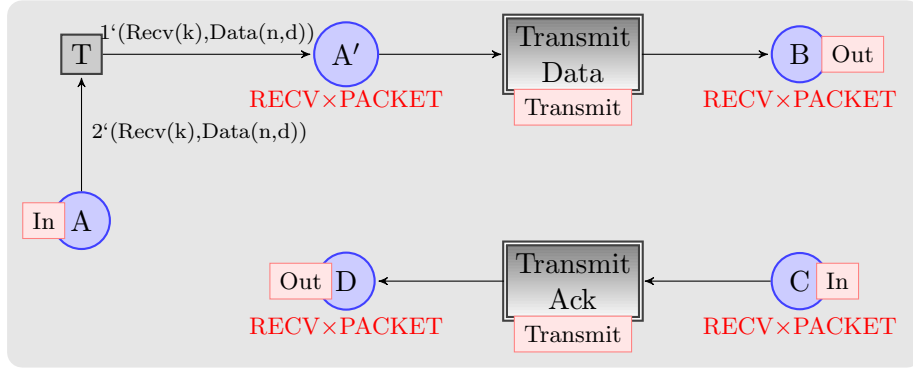 1‘(Recv(k),Data(n,d))
T
A′
Transmit
Data
Transmit
B
Out
RECV×PACKET
RECV×PACKET
2‘(Recv(k),Data(n,d))
In
A
Out
D
Transmit
Ack
Transmit
C
In
RECV×PACKET
RECV×PACKET